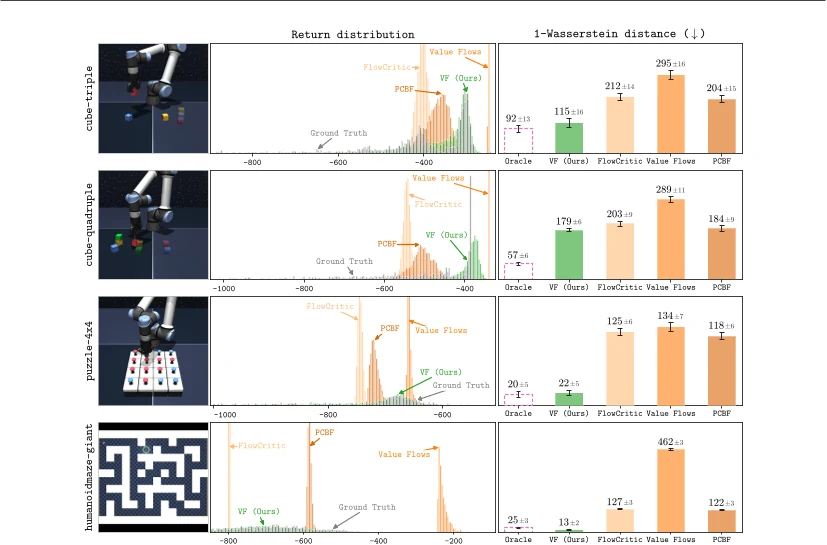 Return distribution
1-Wasserstein distance (↓)
cube-triple
FlowCritic
Value Flows
VF (Ours)
PCBF
Ground Truth
-800
-600
-400
92±13
115±16
212±14
295±16
204±15
Oracle
VF (Ours)
FlowCritic
Value Flows
PCBF
cube-quadruple
Value Flows
FlowCritic
VF (Ours)
PCBF
Ground Truth
-1000
-800
-600
-400
57±6
179±6
203±9
289±11
184±9
Oracle
VF (Ours)
FlowCritic
Value Flows
PCBF
puzzle-4x4
FlowCritic
PCBF
Value Flows
VF (Ours)
Ground Truth
-1000
-800
-600
20±5
22±5
125±6
134±7
118±6
Oracle
VF (Ours)
FlowCritic
Value Flows
PCBF
humanoidmaze-giant
PCBF
FlowCritic
Value Flows
VF (Ours)
Ground Truth
-800
-600
-400
-200
25±3
13±2
127±3
462±3
122±3
Oracle
VF (Ours)
FlowCritic
Value Flows
PCBF